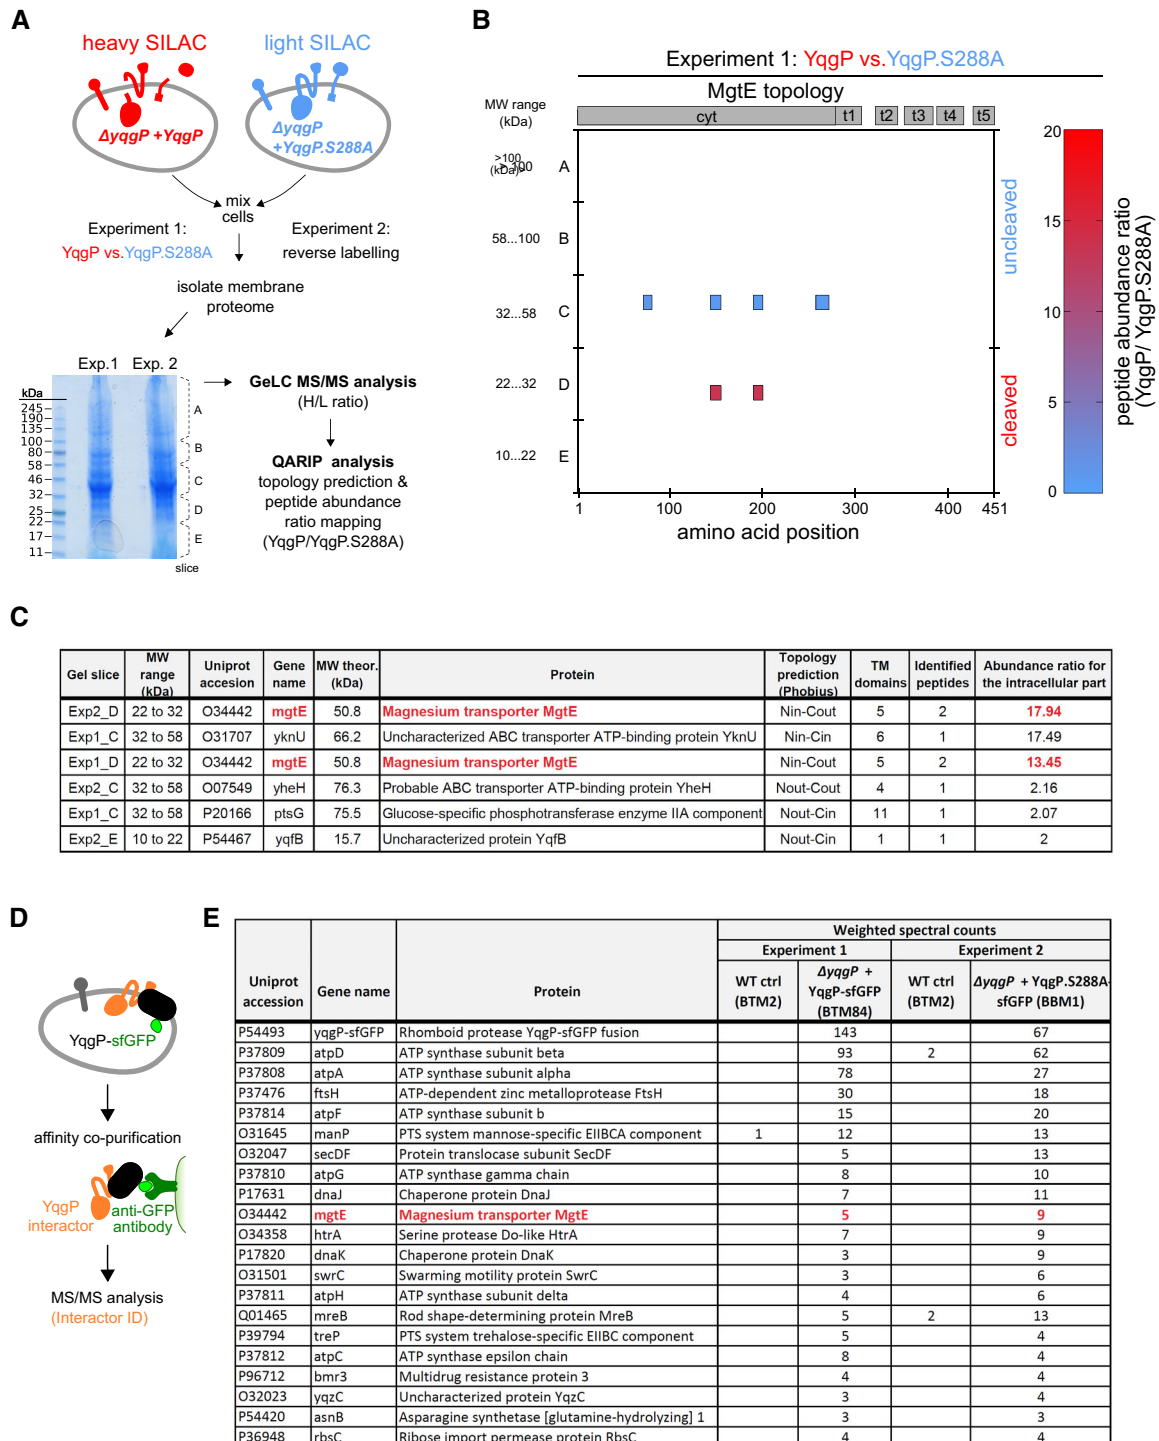 A
heavy SILAC
light SILAC
ΔyqgP +YqgP
ΔyqgP
+YqgP.S288A
mix
cells
Experiment 1:
YqgP vs.YqgP.S288A
Experiment 2:
reverse labelling
isolate membrane
proteome
Exp.1 Exp. 2
kDa
245
190
135
100
80
58
46
32
25
22
17
11
A
B
C
D
E
slice
GeLC MS/MS analysis
(H/L ratio)
QARIP analysis
topology prediction &
peptide abundance
ratio mapping
(YqgP/YqgP.S288A)
B
Experiment 1: YqgP vs.YqgP.S288A
MgtE topology
MW range
(kDa)
cyt t1 t2 t3 t4 t5
>100
(kDa)
>100 A
58...100 B
32...58 C
22...32 D
10...22 E
1 100 200 300 400 451
amino acid position
uncleaved
cleaved
20
15
10
5
0
peptide abundance ratio
(YqgP/ YqgP.S288A)
C
Gel slice MW range (kDa) Uniprot accesion Gene name MW theor. (kDa) Protein Topology prediction (Phobius) TM domains Identified peptides Abundance ratio for the intracellular part
Exp2_D 22 to 32 O34442 mgtE 50.8 Magnesium transporter MgtE Nin-Cout 5 2 17.94
Exp1_C 32 to 58 O31707 yknU 66.2 Uncharacterized ABC transporter ATP-binding protein YknU Nin-Cin 6 1 17.49
Exp1_D 22 to 32 O34442 mgtE 50.8 Magnesium transporter MgtE Nin-Cout 5 2 13.45
Exp2_C 32 to 58 O07549 yheH 76.3 Probable ABC transporter ATP-binding protein YheH Nout-Cout 4 1 2.16
Exp1_C 32 to 58 P20166 ptsG 75.5 Glucose-specific phosphotransferase enzyme IIA component Nout-Cin 11 1 2.07
Exp2_E 10 to 22 P54467 yqfB 15.7 Uncharacterized protein YqfB Nout-Cin 1 1 2
D
YqgP-sfGFP
affinity co-purification
YqgP
interactor
anti-GFP
antibody
MS/MS analysis
(Interactor ID)
E
Weighted spectral counts
Experiment 1 Experiment 2
Uniprot accession Gene name Protein WT ctrl (BTM2) ΔyqgP + YqgP-sfGFP (BTM84) WT ctrl (BTM2) ΔyqgP + YqgP.S288A-sfGFP (BBM1)
P54493 yqgP-sfGFP Rhomboid protease YqgP-sfGFP fusion 143 67
P37809 atpD ATP synthase subunit beta 93 2 62
P37808 atpA ATP synthase subunit alpha 78 27
P37476 ftsH ATP-dependent zinc metalloprotease FtsH 30 18
P37814 atpF ATP synthase subunit b 15 20
O31645 manP PTS system mannose-specific EIIBCA component 1 12 13
O32047 secDF Protein translocase subunit SecDF 5 13
P37810 atpG ATP synthase gamma chain 8 10
P17631 dnaJ Chaperone protein DnaJ 7 11
O34442 mgtE Magnesium transporter MgtE 5 9
O34358 htrA Serine protease Do-like HtrA 7 9
P17820 dnaK Chaperone protein DnaK 3 9
O31501 swrC Swarming motility protein SwrC 3 6
P37811 atpH ATP synthase subunit delta 4 6
Q01465 mreB Rod shape-determining protein MreB 5 2 13
P39794 treP PTS system trehalose-specific EIIBC component 5 4
P37812 atpC ATP synthase epsilon chain 8 4
P96712 bmr3 Multidrug resistance protein 3 4 4
O32023 yqzC Uncharacterized protein YqzC 3 4
P54420 asnB Asparagine synthetase [glutamine-hydrolyzing] 1 3 3
P36948 rbsC Ribose import permease protein RbsC 4 4